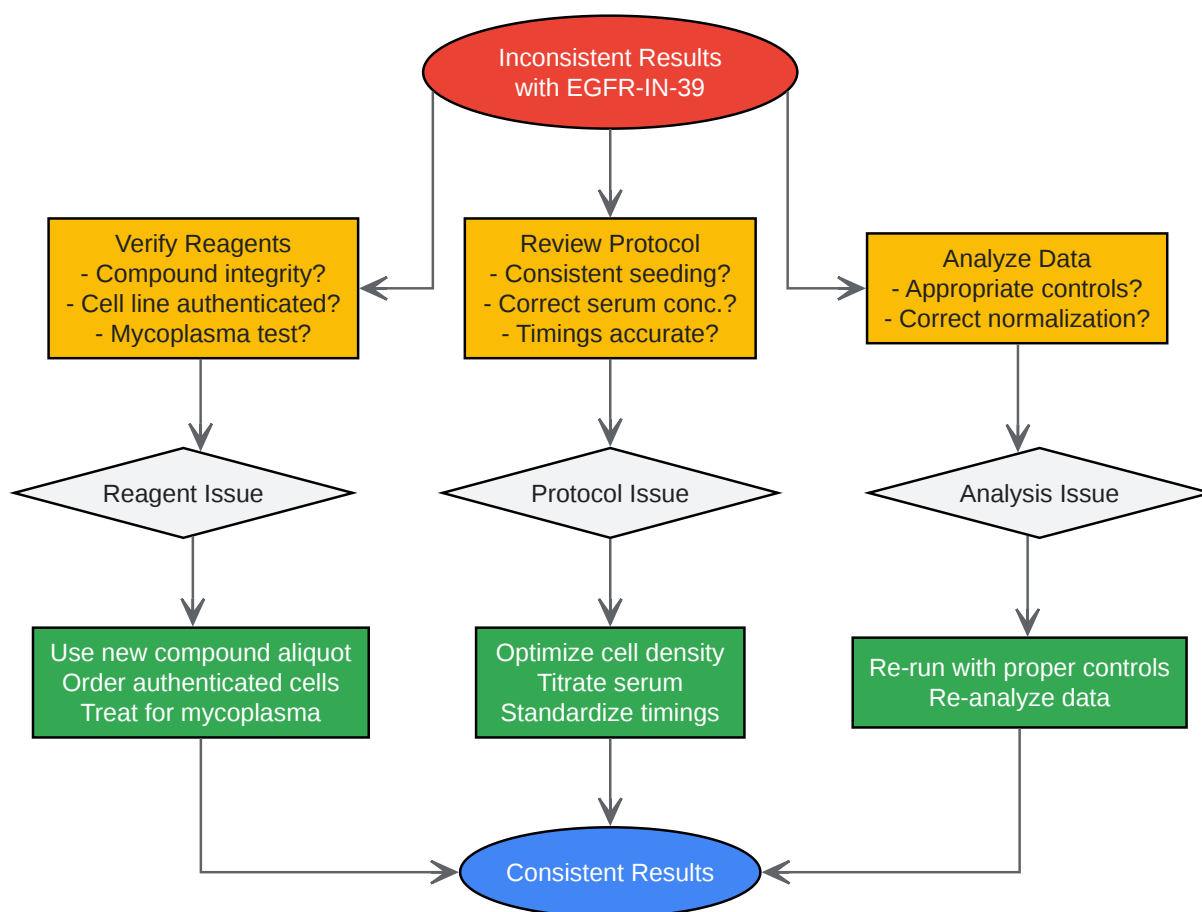 Inconsistent Results
with EGFR-IN-39
Verify Reagents
- Compound integrity?
- Cell line authenticated?
- Mycoplasma test?
Review Protocol
- Consistent seeding?
- Correct serum conc.?
- Timings accurate?
Analyze Data
- Appropriate controls?
- Correct normalization?
Reagent Issue
Protocol Issue
Analysis Issue
Use new compound aliquot
Order authenticated cells
Treat for mycoplasma
Optimize cell density
Titrate serum
Standardize timings
Re-run with proper controls
Re-analyze data
Consistent Results